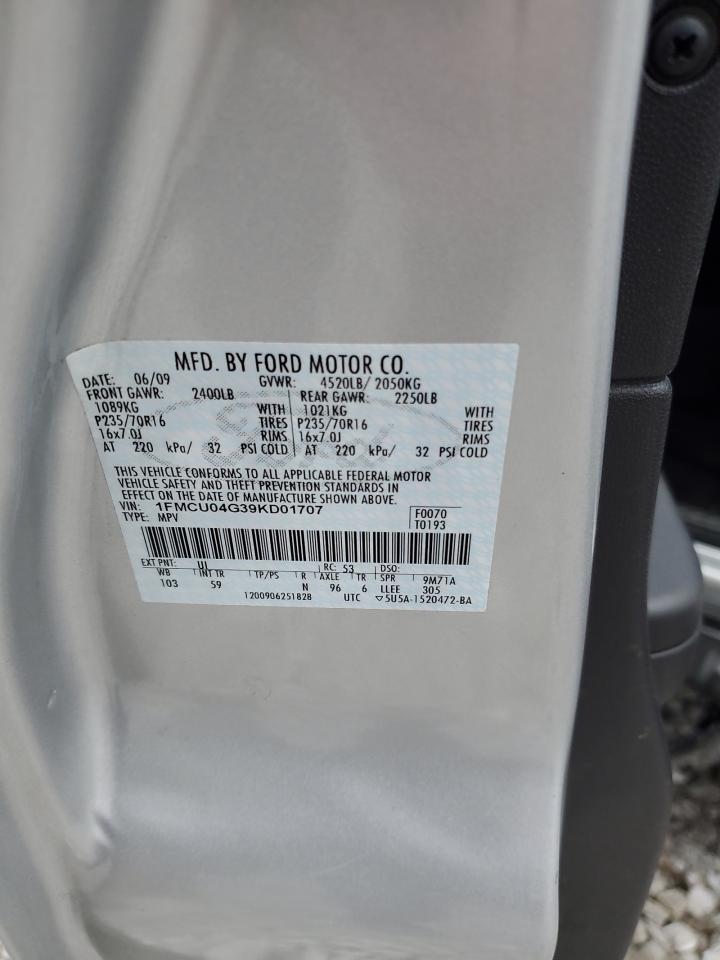 MFD. BY FORD MOTOR CO.
DATE: 06/09 GVWR: 4520LB/ 2050KG
FRONT GAWR: 2400LB REAR GAWR: 2250LB
1089KG WITH 1021KG WITH
P235/70R16 TIRES P235/70R16 TIRES
16x7.0J RIMS 16x7.0J RIMS
AT 220 kPa/ 32 PSI COLD AT 220 kPa/ 32 PSI COLD
THIS VEHICLE CONFORMS TO ALL APPLICABLE FEDERAL MOTOR
VEHICLE SAFETY AND THEFT PREVENTION STANDARDS IN
EFFECT ON THE DATE OF MANUFACTURE SHOWN ABOVE.
VIN: 1FMCU04G39KD01707 F0070
TYPE: MPV T0193
EXT PNT: UI RC: 53 DSO:
WB INT TR TP/PS R AXLE TR SPR 9M71A
103 59 N 96 6 LLEE 305
1200906251828 UTC ▽5U5A-1520472-BA